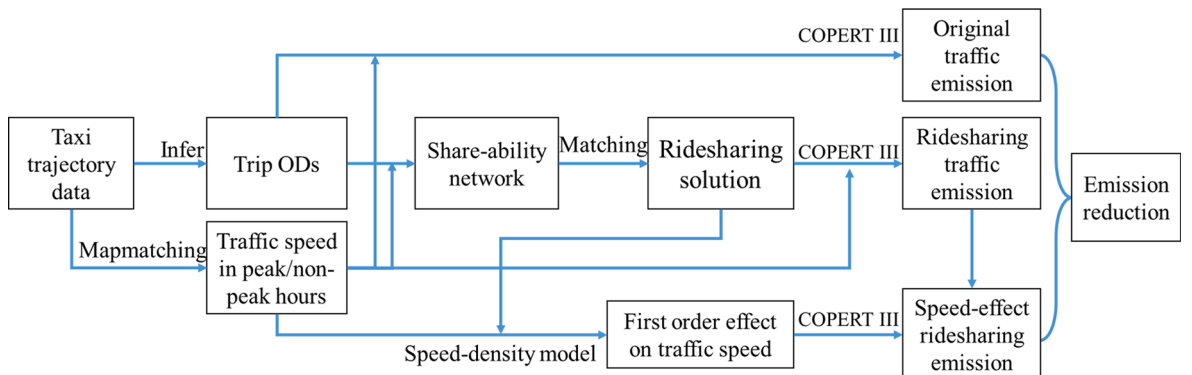 COPERT III
Original
traffic
emission
Taxi
trajectory
data
Infer
Trip ODs
Share-ability
network
Matching
Ridesharing
solution
COPERT III
Ridesharing
traffic
emission
Emission
reduction
Mapmatching
Traffic speed
in peak/non-
peak hours
Speed-density model
First order effect
on traffic speed
COPERT III
Speed-effect
ridesharing
emission